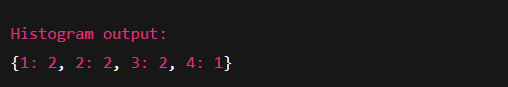 Histogram output:
{1: 2, 2: 2, 3: 2, 4: 1}